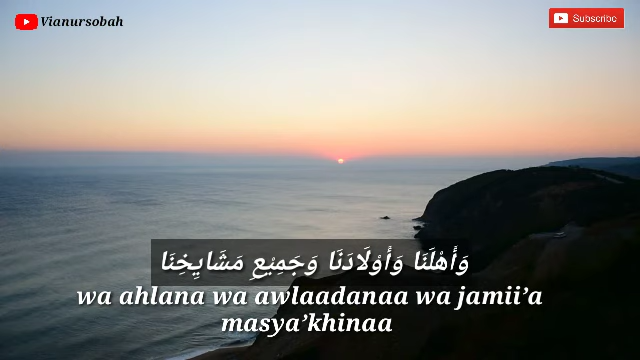 Vianursobah
Subscribe
وَأَهْلَنَا وَأَوْلَادَنَا وَجَمِيْعِ مَشَايِخِنَا
wa ahlana wa awlaadanaa wa jamii’a
masya’khinaa